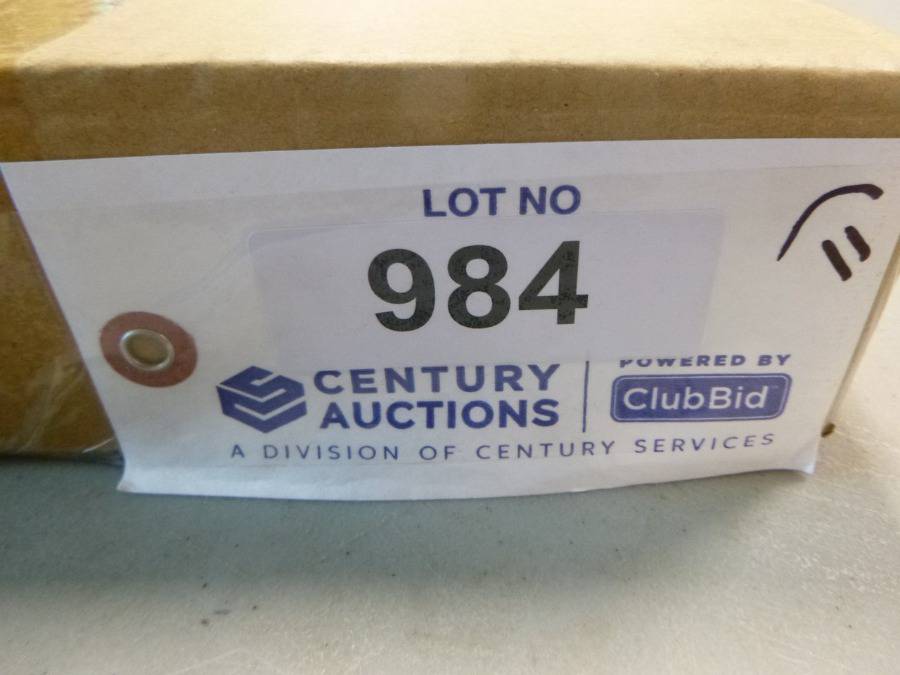 LOT NO
984
CENTURY
AUCTIONS
POWERED BY
ClubBid
A DIVISION OF CENTURY SERVICES